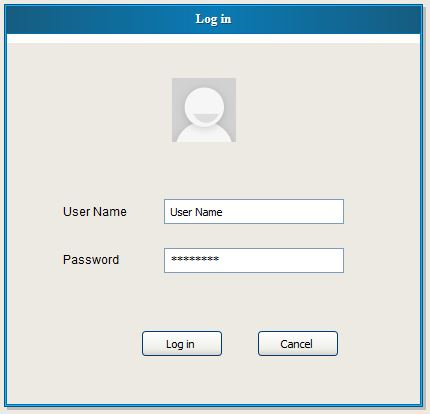 Log in
User Name User Name
Password ********
Log in Cancel